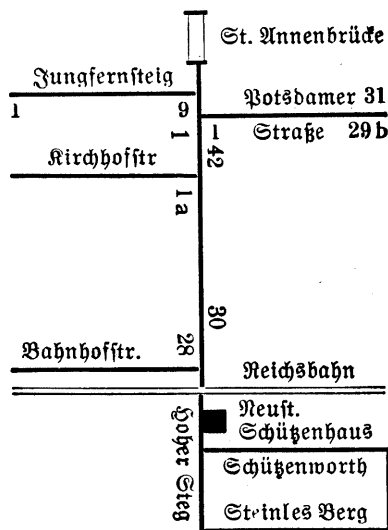 St. Annenbrücke
Jungfernsteig
Potsdamer 31
1 9
1
1 Straße 29b
42
Kirchhofstr
1a
30
28
Bahnhofstr.
Reichsbahn
Hoher Steg
Neust.
Schützenhaus
Schützenworth
Steinles Berg